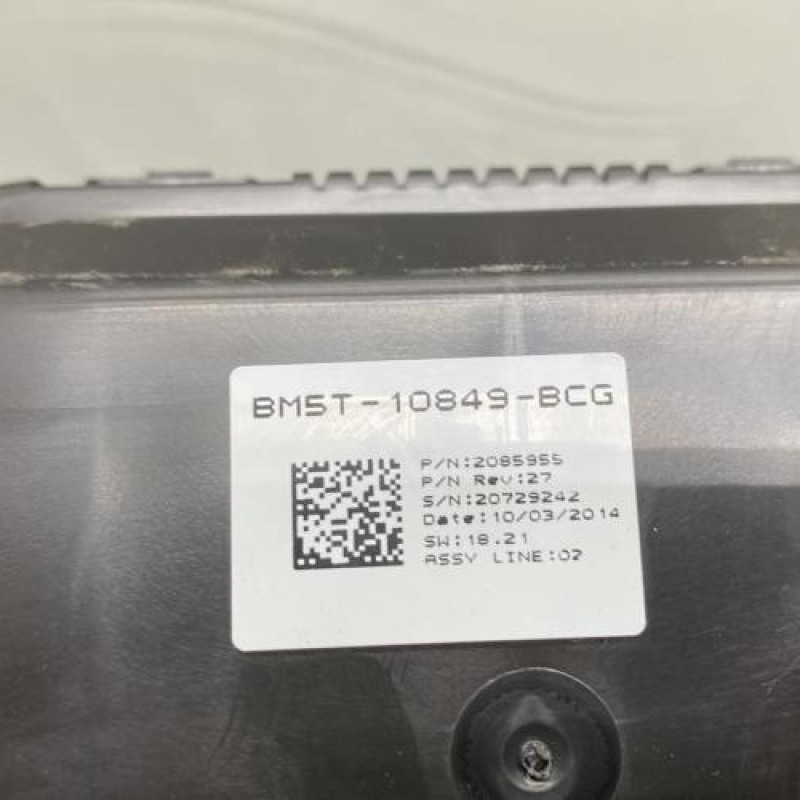 BM5T-10849-BCG
P/N:2085955
P/N Rev:27
S/N:20729242
Date:10/03/2014
SW:18.21
ASSY LINE:02